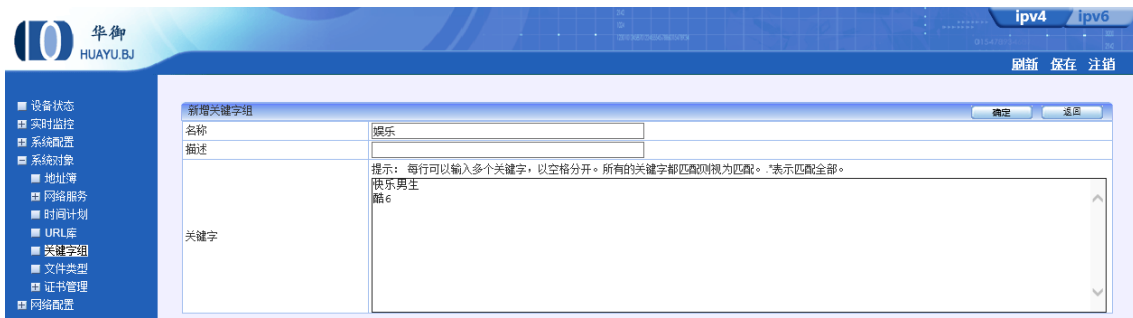 华御
HUAYU.BJ
ipv4
ipv6
刷新 保存 注销
设备状态
实时监控
系统配置
系统对象
地址簿
网络服务
时间计划
URL库
关键字组
文件类型
证书管理
网络配置
新增关键字组
确定
返回
名称
娱乐
描述
提示： 每行可以输入多个关键字，以空格分开。所有的关键字都匹配则视为匹配。.*表示匹配全部。
关键字
快乐男生
酷6